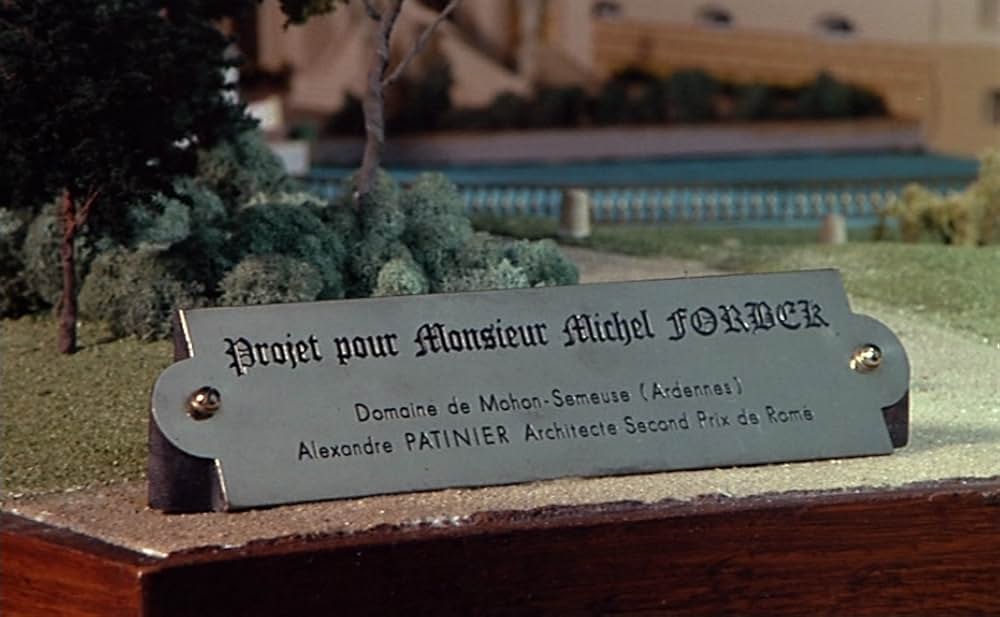 Projet pour Monsieur Michel FORBEK
Domaine de Mohon-Semeuse (Ardennes)
Alexandre PATINIER Architecte Second Prix de Rome